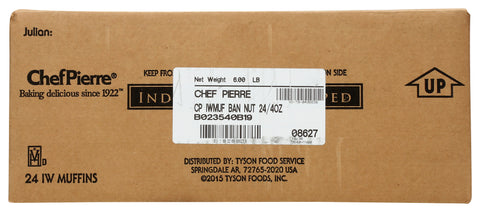 Julian:
ChefPierre®
Baking delicious since 1922™
KEEP FROZ
ON SIDE
IND
PED
UP
Net Weight 6.00 LB
CHEF PIERRE
CP IWMUF BAN NUT 24/4OZ
B023540B19
08627
24 IW MUFFINS
DISTRIBUTED BY: TYSON FOOD SERVICE
SPRINGDALE AR, 72765-2020 USA
©2015 TYSON FOODS, INC.